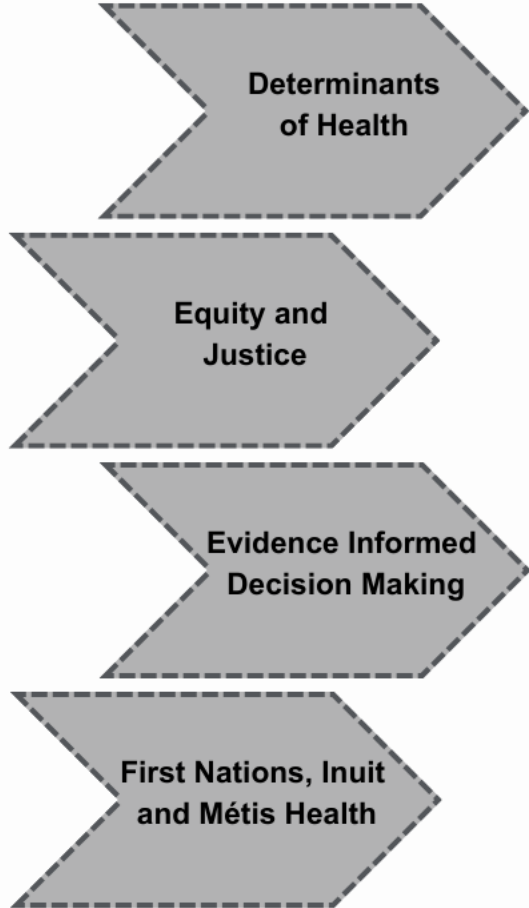 Determinants
of Health
Equity and
Justice
Evidence Informed
Decision Making
First Nations, Inuit
and Métis Health